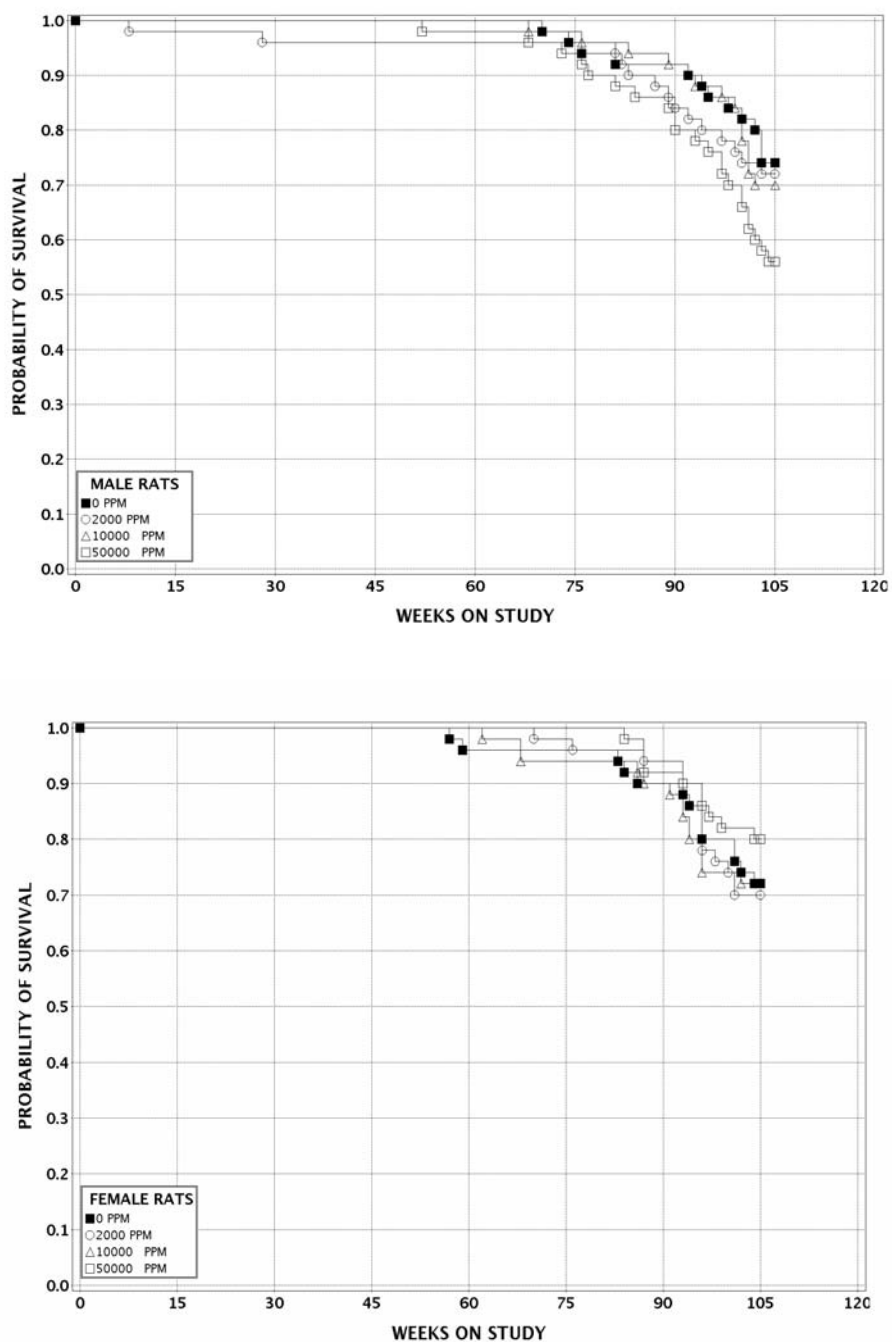 1.0
0.9
0.8
0.7
0.6
0.5
0.4
0.3
0.2
0.1
0.0
PROBABILITY OF SURVIVAL
MALE RATS
0 PPM
2000 PPM
10000 PPM
50000 PPM
0 15 30 45 60 75 90 105 120
WEEKS ON STUDY
1.0
0.9
0.8
0.7
0.6
0.5
0.4
0.3
0.2
0.1
0.0
PROBABILITY OF SURVIVAL
FEMALE RATS
0 PPM
2000 PPM
10000 PPM
50000 PPM
0 15 30 45 60 75 90 105 120
WEEKS ON STUDY